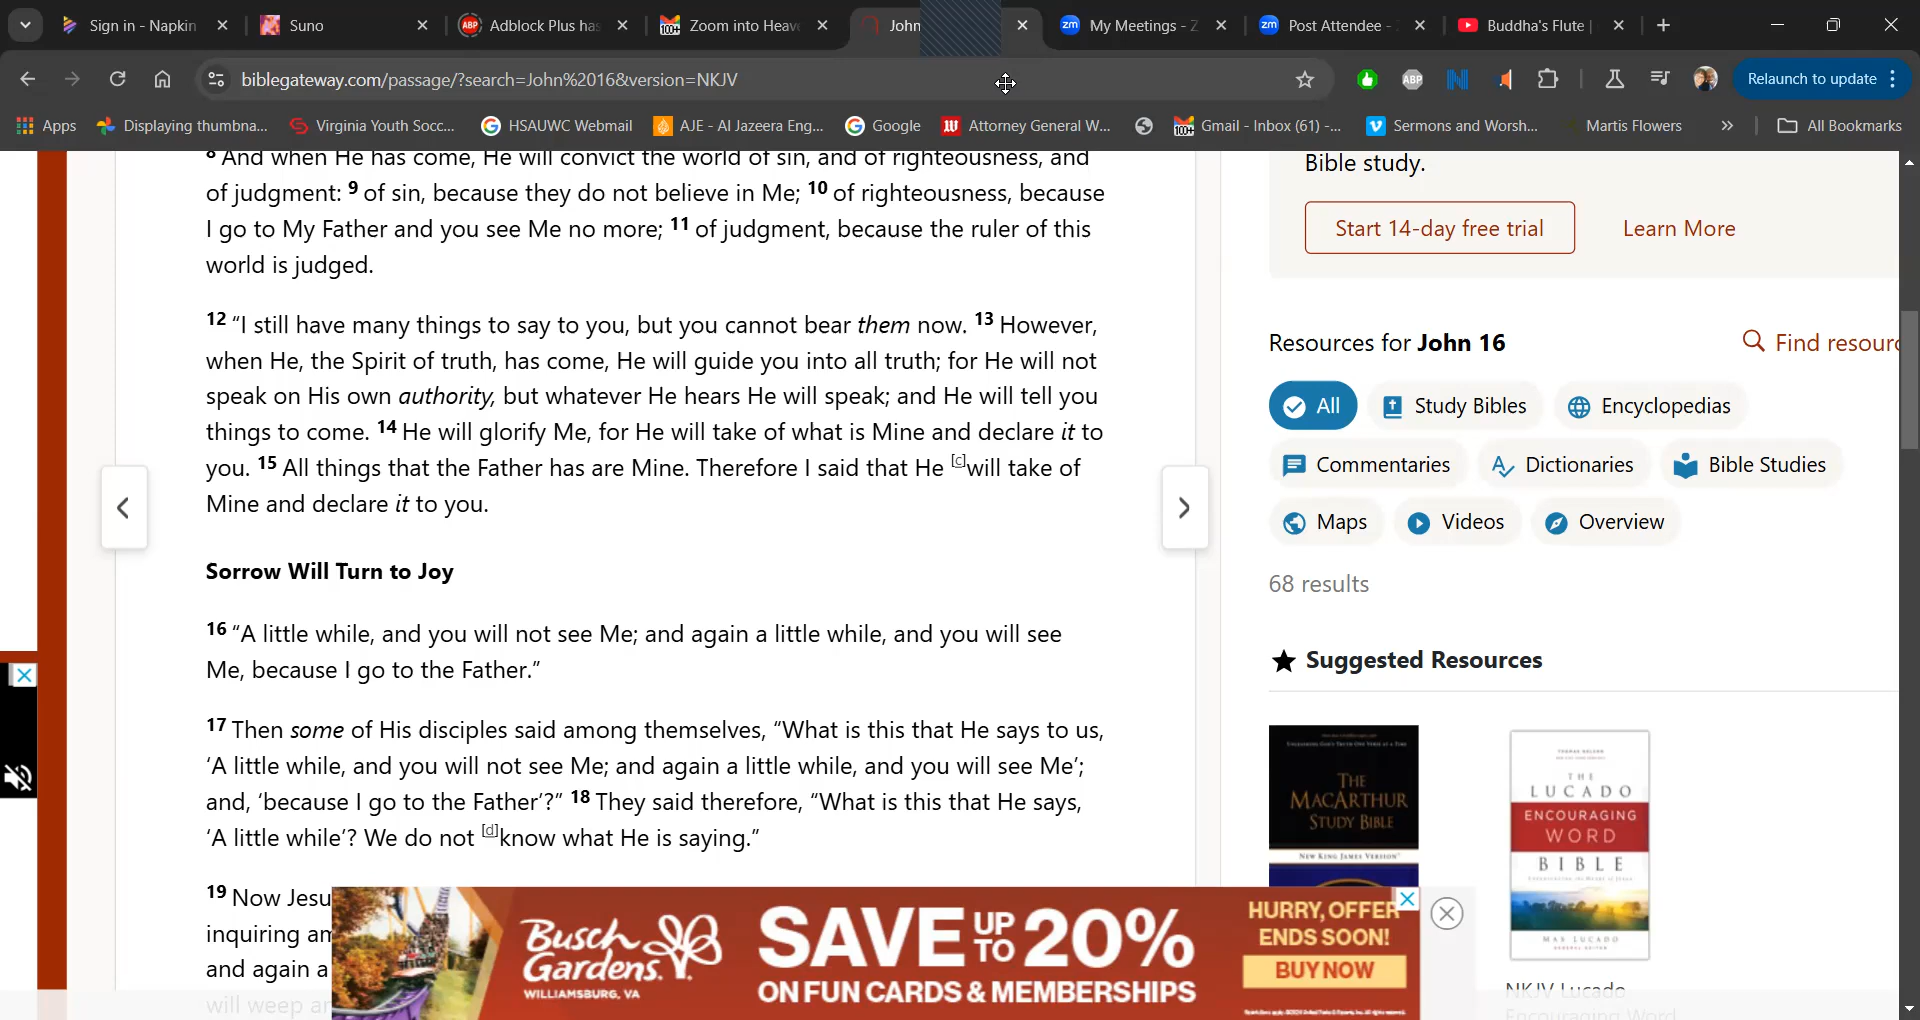 Sign in - Napkin
Suno
Adblock Plus has
Zoom into Heave
John
My Meetings - Z
Post Attendee -
Buddha's Flute |
biblegateway.com/passage/?search=John%2016&version=NKJV
ABP
Relaunch to update
Apps
Displaying thumbna...
Virginia Youth Socc...
HSAUWC Webmail
AJE - Al Jazeera Eng...
Google
Attorney General W...
Gmail - Inbox (61) -...
Sermons and Worsh...
Martis Flowers
All Bookmarks
8 And when He has come, He will convict the world of sin, and of righteousness, and
of judgment: 9 of sin, because they do not believe in Me; 10 of righteousness, because
I go to My Father and you see Me no more; 11 of judgment, because the ruler of this
world is judged.
12 “I still have many things to say to you, but you cannot bear them now. 13 However,
when He, the Spirit of truth, has come, He will guide you into all truth; for He will not
speak on His own authority, but whatever He hears He will speak; and He will tell you
things to come. 14 He will glorify Me, for He will take of what is Mine and declare it to
you. 15 All things that the Father has are Mine. Therefore I said that He [c]will take of
Mine and declare it to you.
Sorrow Will Turn to Joy
16 “A little while, and you will not see Me; and again a little while, and you will see
Me, because I go to the Father.”
17 Then some of His disciples said among themselves, “What is this that He says to us,
‘A little while, and you will not see Me; and again a little while, and you will see Me’;
and, ‘because I go to the Father’?” 18 They said therefore, “What is this that He says,
‘A little while’? We do not [d]know what He is saying.”
19 Now Jesu
inquiring am
and again a
will weep an
Bible study.
Start 14-day free trial
Learn More
Resources for John 16
Find resourc
All
Study Bibles
Encyclopedias
Commentaries
Dictionaries
Bible Studies
Maps
Videos
Overview
68 results
Suggested Resources
THE
MACARTHUR
STUDY BIBLE
NEW KING JAMES VERSION
THOMAS NELSON
THE
LUCADO
ENCOURAGING
WORD
BIBLE
MAX LUCADO
GENERAL EDITOR
NKJV Lucado
Encouraging Word
Busch
Gardens.
WILLIAMSBURG, VA
SAVE UP TO 20%
ON FUN CARDS & MEMBERSHIPS
HURRY, OFFER
ENDS SOON!
BUY NOW